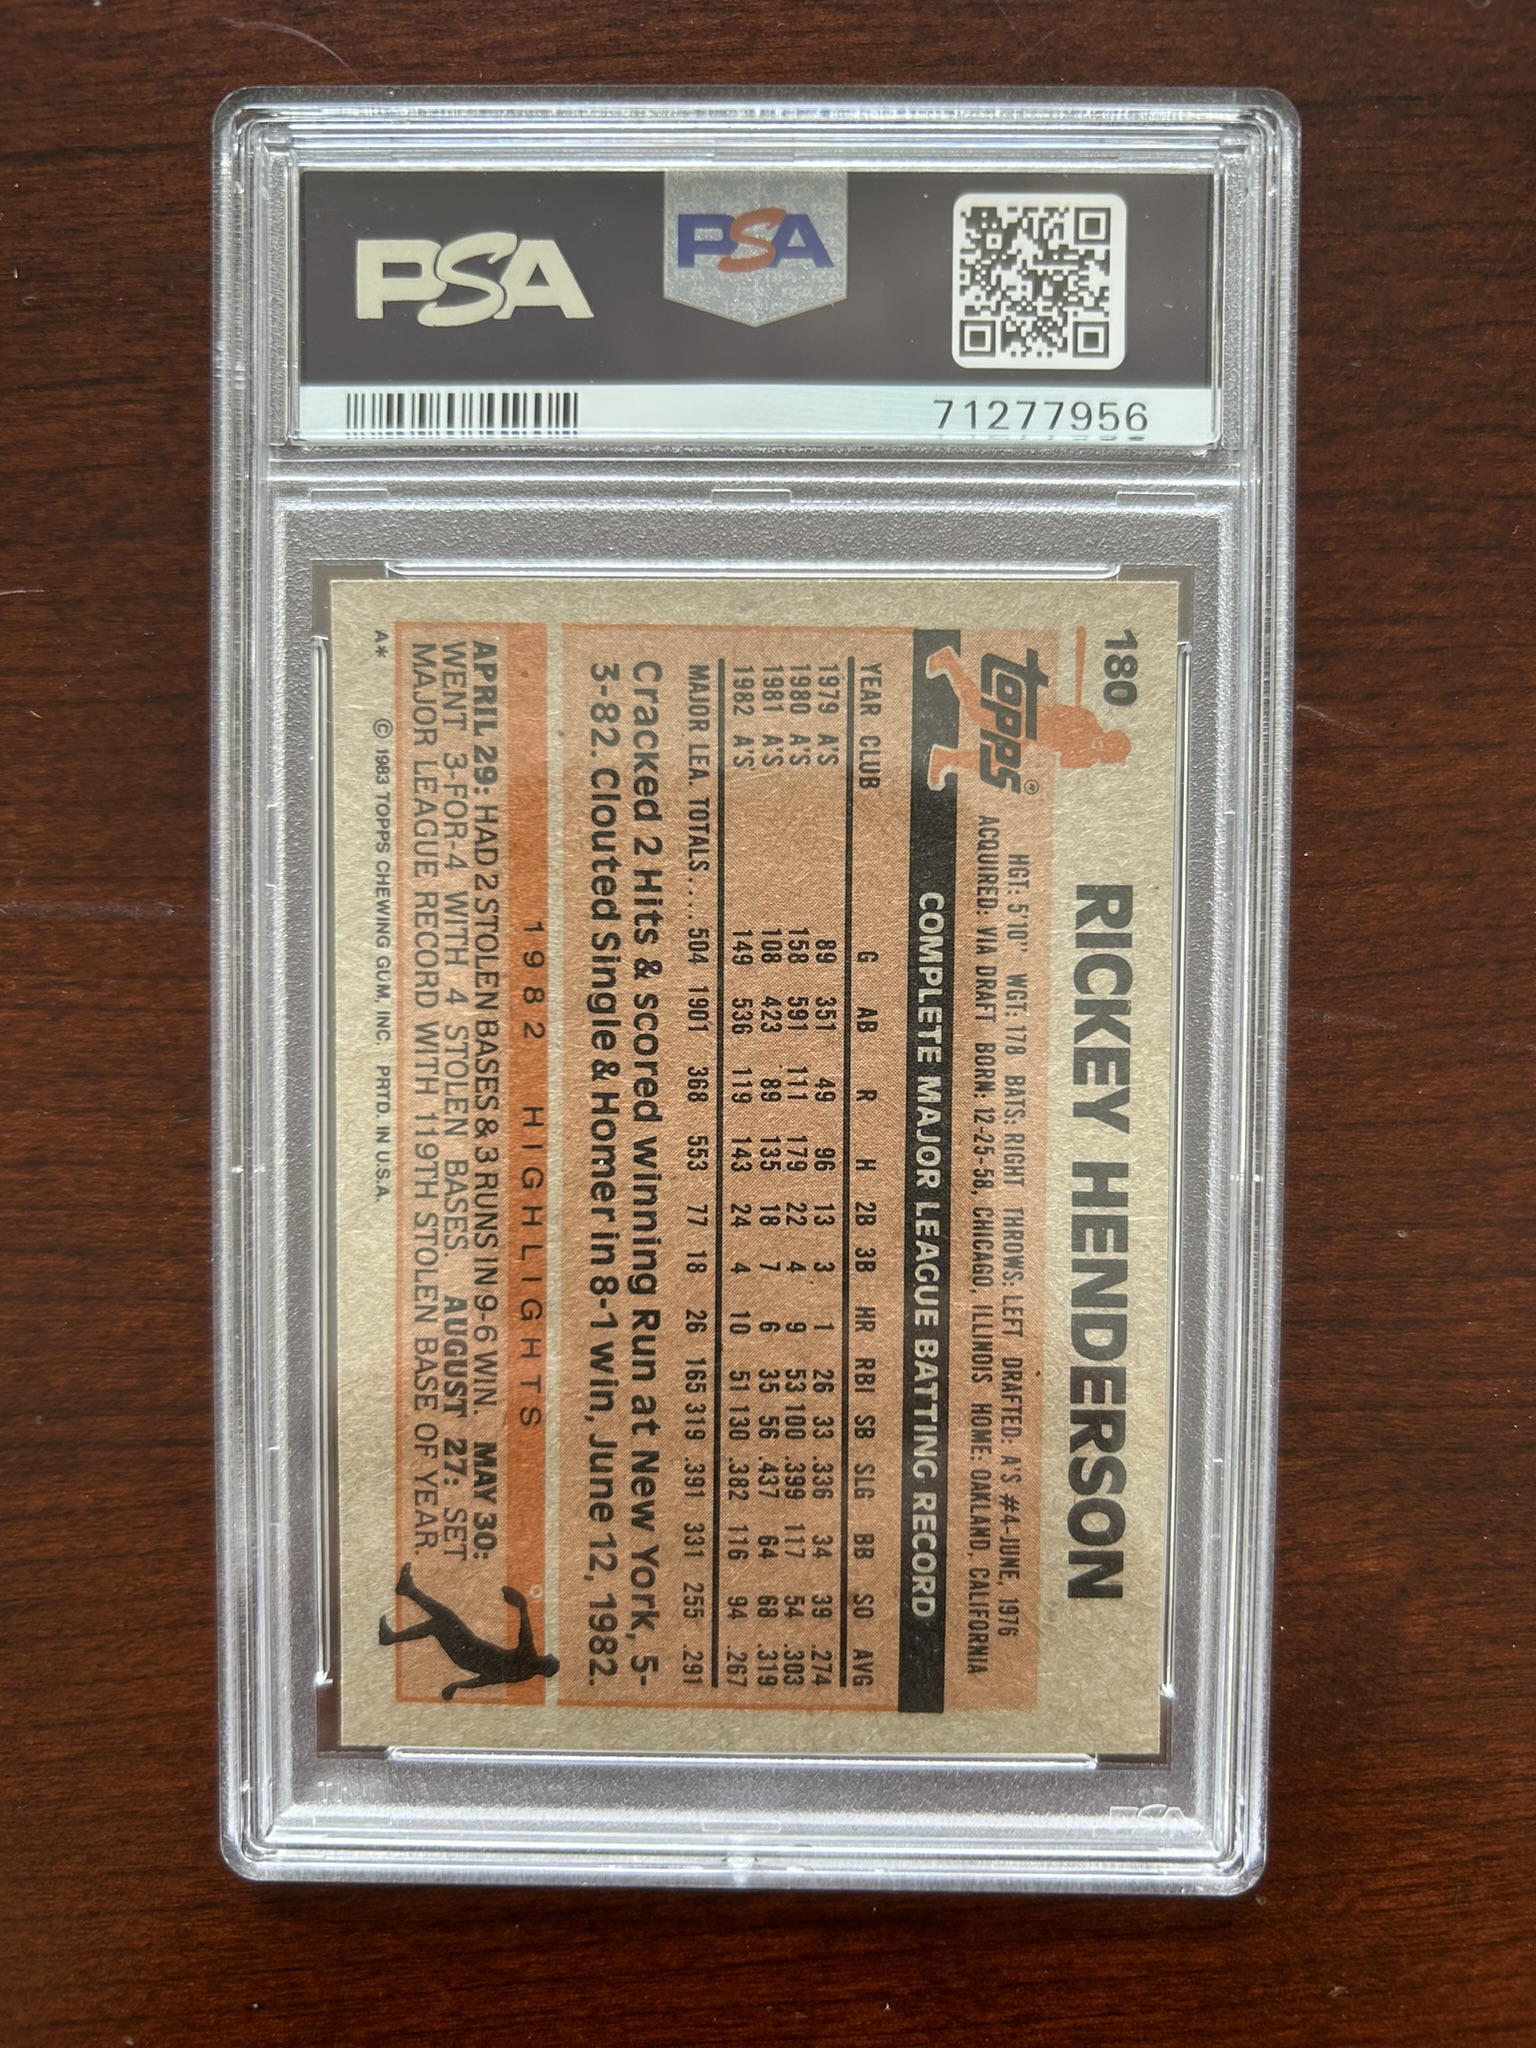 PSA
PSA
71277956
180
RICKEY HENDERSON
topps®
HGT: 5'10" WGT: 178 BATS: RIGHT THROWS: LEFT DRAFTED: A'S #4-JUNE, 1976
ACQUIRED: VIA DRAFT BORN: 12-25-58, CHICAGO, ILLINOIS HOME: OAKLAND, CALIFORNIA
COMPLETE MAJOR LEAGUE BATTING RECORD
YEAR CLUB G AB R H 2B 3B HR RBI SB SLG BB SO AVG
1979 A'S 89 351 49 96 13 3 1 26 33 .336 34 39 .274
1980 A'S 158 591 111 179 22 4 9 53 100 .399 117 54 .303
1981 A'S 108 423 89 135 18 7 6 35 56 .437 64 68 .319
1982 A'S 149 536 119 143 24 4 10 51 130 .382 116 94 .267
MAJOR LEA. TOTALS.... 504 1901 368 553 77 18 26 165 319 .391 331 255 .291
Cracked 2 Hits & scored winning Run at New York, 5-
3-82. Clouted Single & Homer in 8-1 win, June 12, 1982.
1982 HIGHLIGHTS
APRIL 29: HAD 2 STOLEN BASES & 3 RUNS IN 9-6 WIN. MAY 30:
WENT 3-FOR-4 WITH 4 STOLEN BASES. AUGUST 27: SET
MAJOR LEAGUE RECORD WITH 119TH STOLEN BASE OF YEAR.
A* © 1983 TOPPS CHEWING GUM, INC. PRTD. IN U.S.A.
PSA